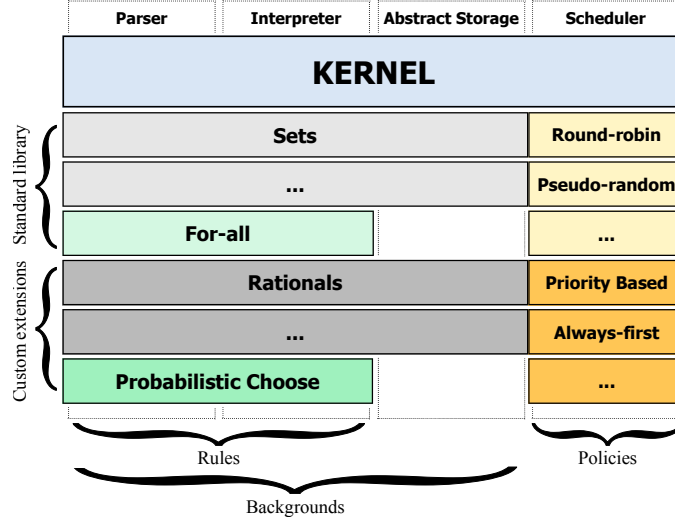 Parser Interpreter Abstract Storage Scheduler
KERNEL
Standard library
Sets Round-robin
... Pseudo-random
For-all ...
Custom extensions
Rationals Priority Based
... Always-first
Probabilistic Choose ...
Rules Policies
Backgrounds